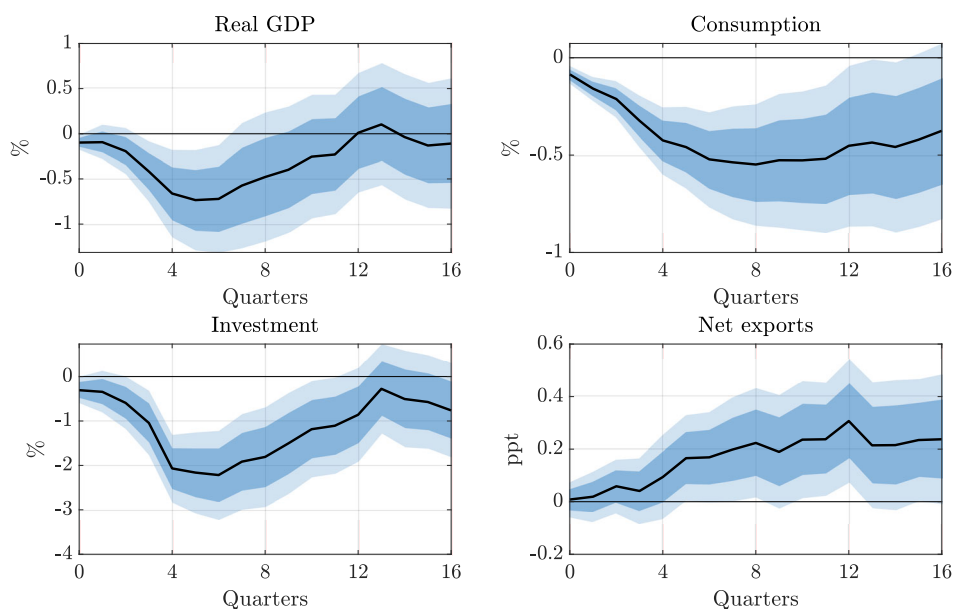 Real GDP
1
0.5
0
-0.5
-1
%
0 4 8 12 16
Quarters
Consumption
0
-0.5
-1
%
0 4 8 12 16
Quarters
Investment
0
-1
-2
-3
-4
%
0 4 8 12 16
Quarters
Net exports
0.6
0.4
0.2
0
-0.2
ppt
0 4 8 12 16
Quarters